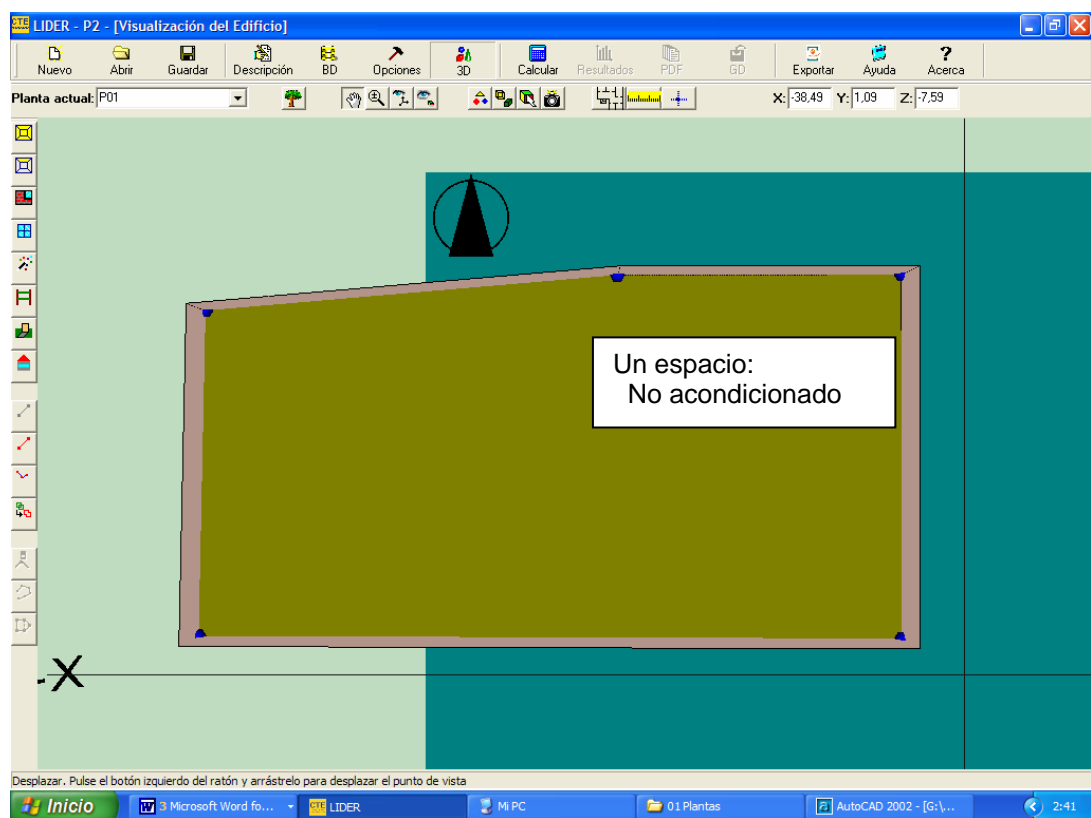 CTE LIDER - P2 - [Visualización del Edificio]
Nuevo Abrir Guardar Descripción BD Opciones 3D Calcular Resultados PDF GD Exportar Ayuda Acerca
Planta actual: P01 X: -38,49 Y: 1,09 Z: -7,59
Un espacio:
No acondicionado
-X
Desplazar. Pulse el botón izquierdo del ratón y arrástrelo para desplazar el punto de vista
Inicio 3 Microsoft Word fo... CTE LIDER Mi PC 01 Plantas AutoCAD 2002 - [G:\... 2:41